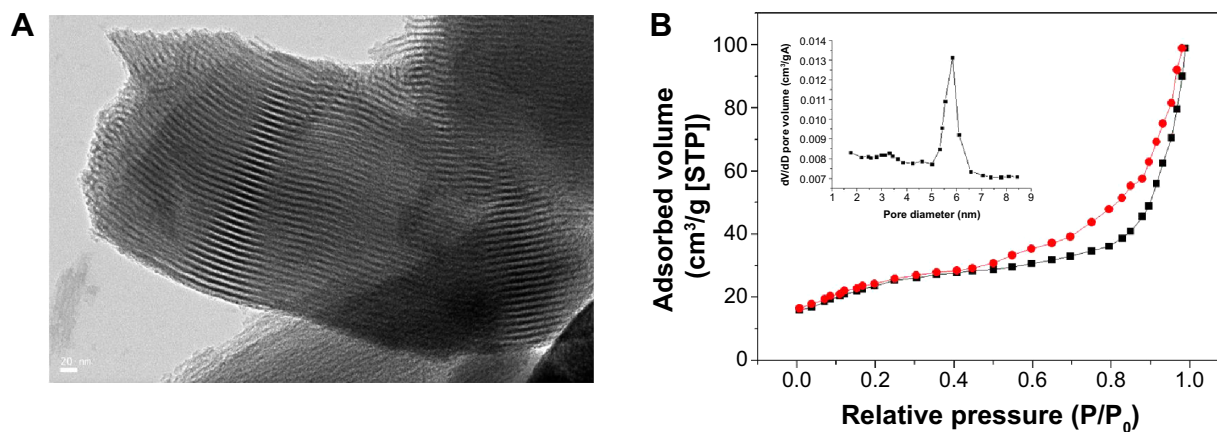 A
20 nm
B
Adsorbed volume
(cm³/g [STP])
100
80
60
40
20
0
0.0 0.2 0.4 0.6 0.8 1.0
Relative pressure (P/P₀)
dV/dD pore volume (cm³/gA)
0.014
0.013
0.012
0.011
0.010
0.009
0.008
0.007
1 2 3 4 5 6 7 8 9
Pore diameter (nm)